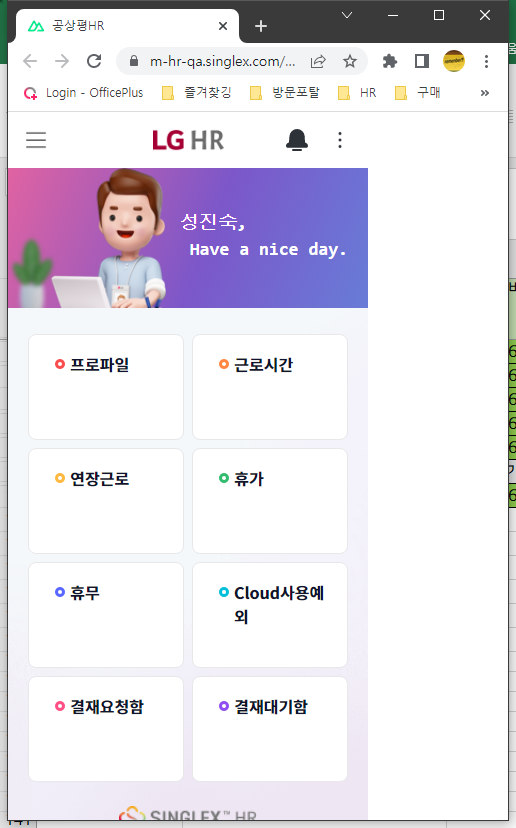 공상평HR
m-hr-qa.singlex.com/...
Login - OfficePlus
즐겨찾깅
방문포탈
HR
구매
»
LG HR
성진숙,
Have a nice day.
프로파일
근로시간
연장근로
휴가
휴무
Cloud사용예
외
결재요청함
결재대기함
SINGLEX™ HR